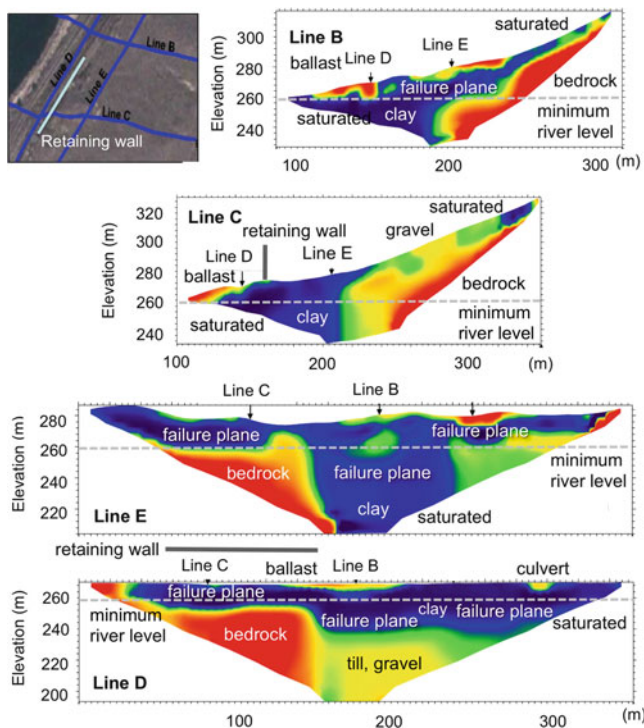 Line B
Line D
Line E
Line C
Retaining wall
Line B
saturated
Line E
Line D
ballast
failure plane
bedrock
saturated
clay
minimum
river level
Elevation (m)
300
280
260
240
100
200
300
(m)
Line C
retaining wall
saturated
gravel
Line D
Line E
ballast
bedrock
clay
saturated
minimum
river level
Elevation (m)
320
300
280
260
240
100
200
300
(m)
Line C
Line B
failure plane
failure plane
bedrock
failure plane
minimum
river level
clay
saturated
Line E
Elevation (m)
280
260
240
220
retaining wall
Line C
ballast
Line B
culvert
failure plane
clay
failure plane
failure plane
saturated
minimum
river level
bedrock
till, gravel
Line D
Elevation (m)
260
240
220
200
100
200
300
(m)